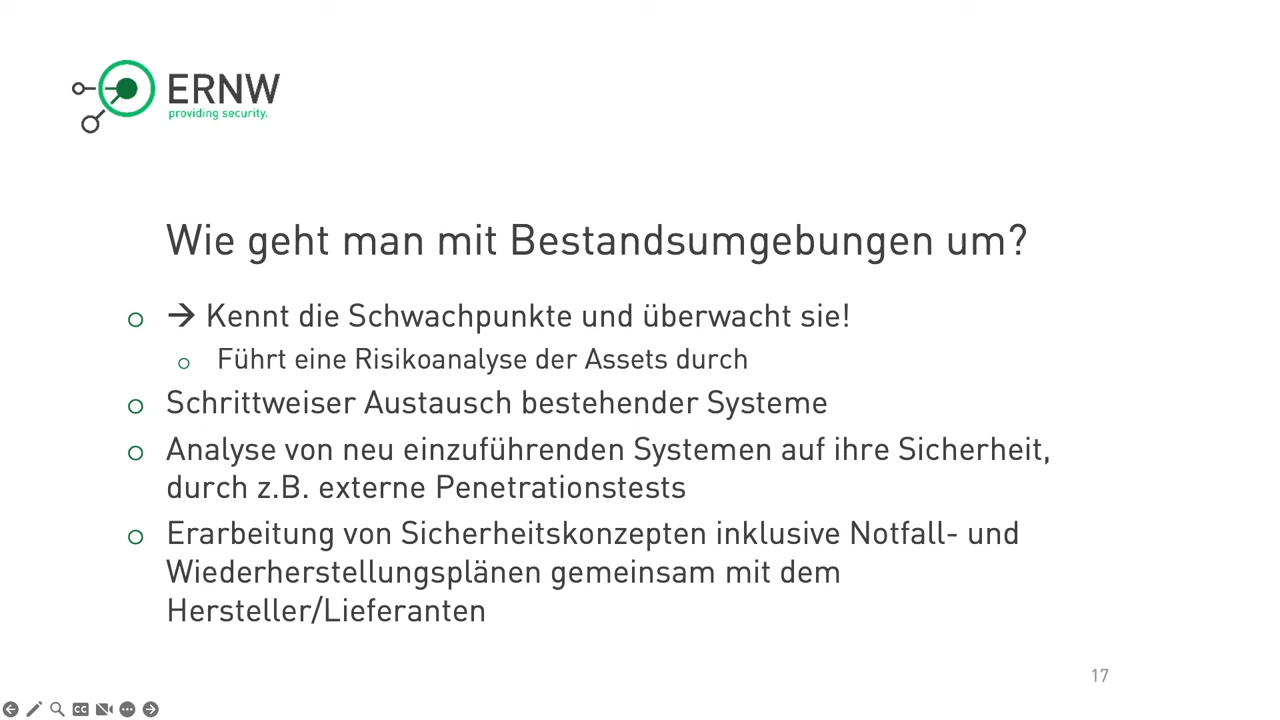 ERNW
providing security.
Wie geht man mit Bestandsumgebungen um?
→ Kennt die Schwachpunkte und überwacht sie!
Führt eine Risikoanalyse der Assets durch
Schrittweiser Austausch bestehender Systeme
Analyse von neu einzuführenden Systemen auf ihre Sicherheit,
durch z.B. externe Penetrationstests
Erarbeitung von Sicherheitskonzepten inklusive Notfall- und
Wiederherstellungsplänen gemeinsam mit dem
Hersteller/Lieferanten
17
CC